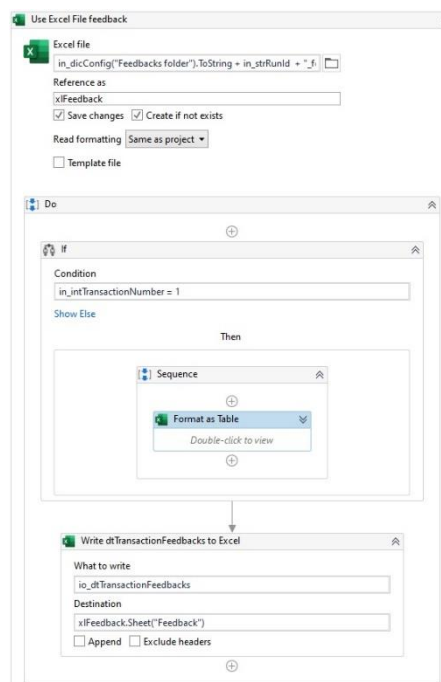 Use Excel File feedback
Excel file
in_dicConfig("Feedbacks folder").ToString + in_strRunId + "_f
Reference as
xlFeedback
Save changes Create if not exists
Read formatting Same as project
Template file
Do
If
Condition
in_intTransactionNumber = 1
Show Else
Then
Sequence
Format as Table
Double-click to view
Write dtTransactionFeedbacks to Excel
What to write
io_dtTransactionFeedbacks
Destination
xlFeedback.Sheet("Feedback")
Append Exclude headers